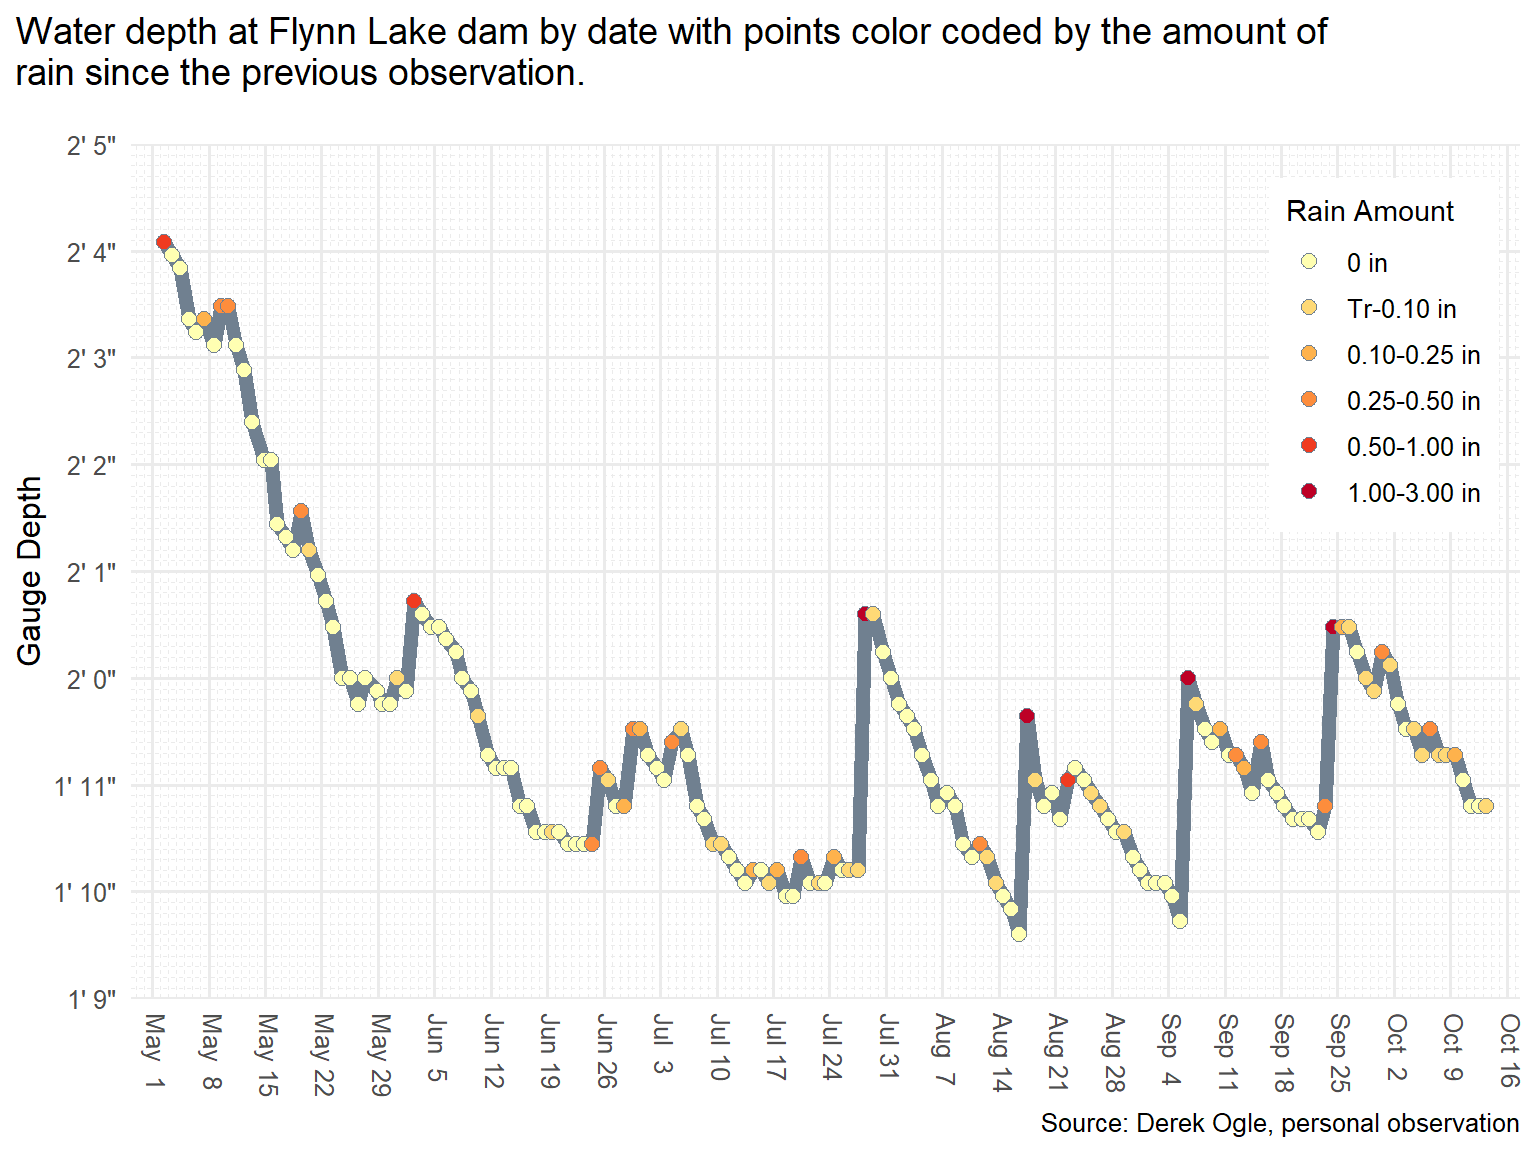 Water depth at Flynn Lake dam by date with points color coded by the amount of
rain since the previous observation.
Gauge Depth
2' 5"
2' 4"
2' 3"
2' 2"
2' 1"
2' 0"
1' 11"
1' 10"
1' 9"
Rain Amount
0 in
Tr-0.10 in
0.10-0.25 in
0.25-0.50 in
0.50-1.00 in
1.00-3.00 in
May 1
May 8
May 15
May 22
May 29
Jun 5
Jun 12
Jun 19
Jun 26
Jul 3
Jul 10
Jul 17
Jul 24
Jul 31
Aug 7
Aug 14
Aug 21
Aug 28
Sep 4
Sep 11
Sep 18
Sep 25
Oct 2
Oct 9
Oct 16
Source: Derek Ogle, personal observation